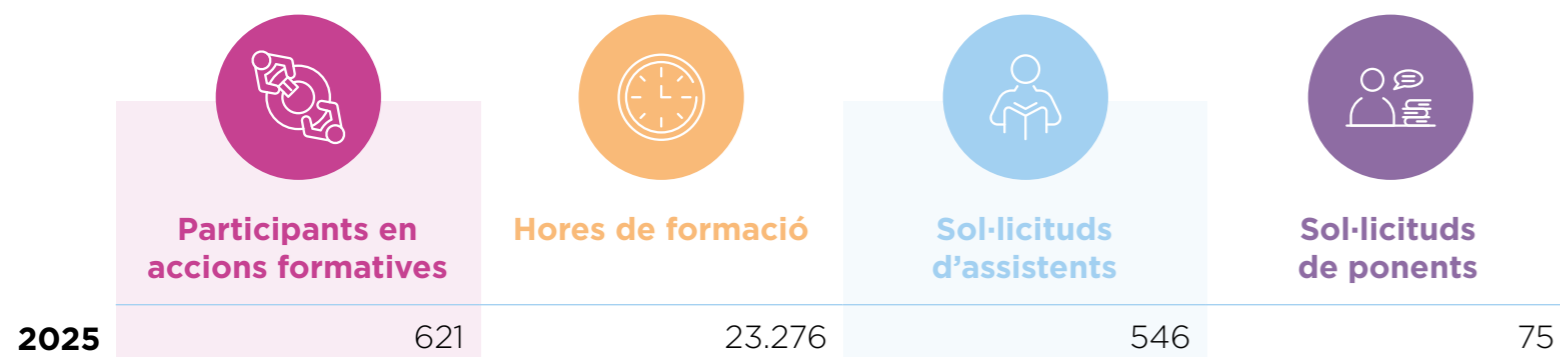 Participants en
accions formatives
Hores de formació
Sol·licituds
d’assistents
Sol·licituds
de ponents
2025 621 23.276 546 75